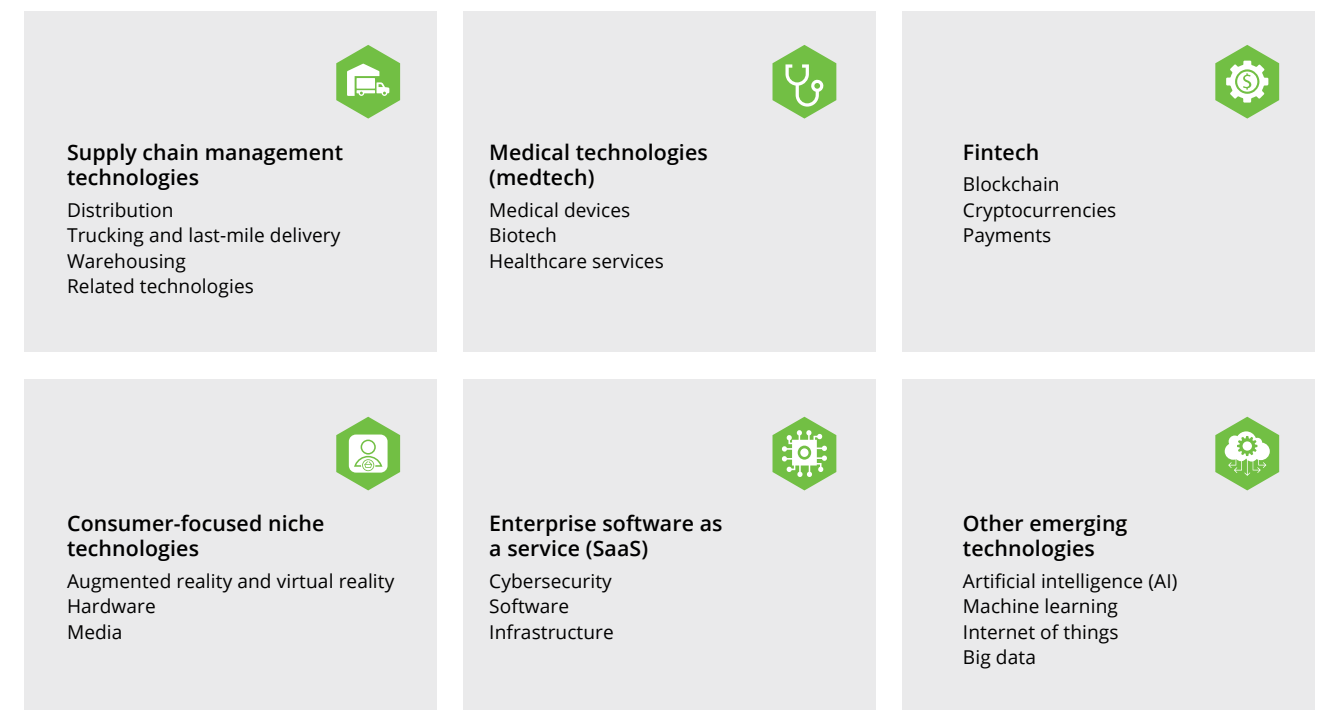 Supply chain management
technologies
Distribution
Trucking and last-mile delivery
Warehousing
Related technologies
Medical technologies
(medtech)
Medical devices
Biotech
Healthcare services
Fintech
Blockchain
Cryptocurrencies
Payments
Consumer-focused niche
technologies
Augmented reality and virtual reality
Hardware
Media
Enterprise software as
a service (SaaS)
Cybersecurity
Software
Infrastructure
Other emerging
technologies
Artificial intelligence (AI)
Machine learning
Internet of things
Big data